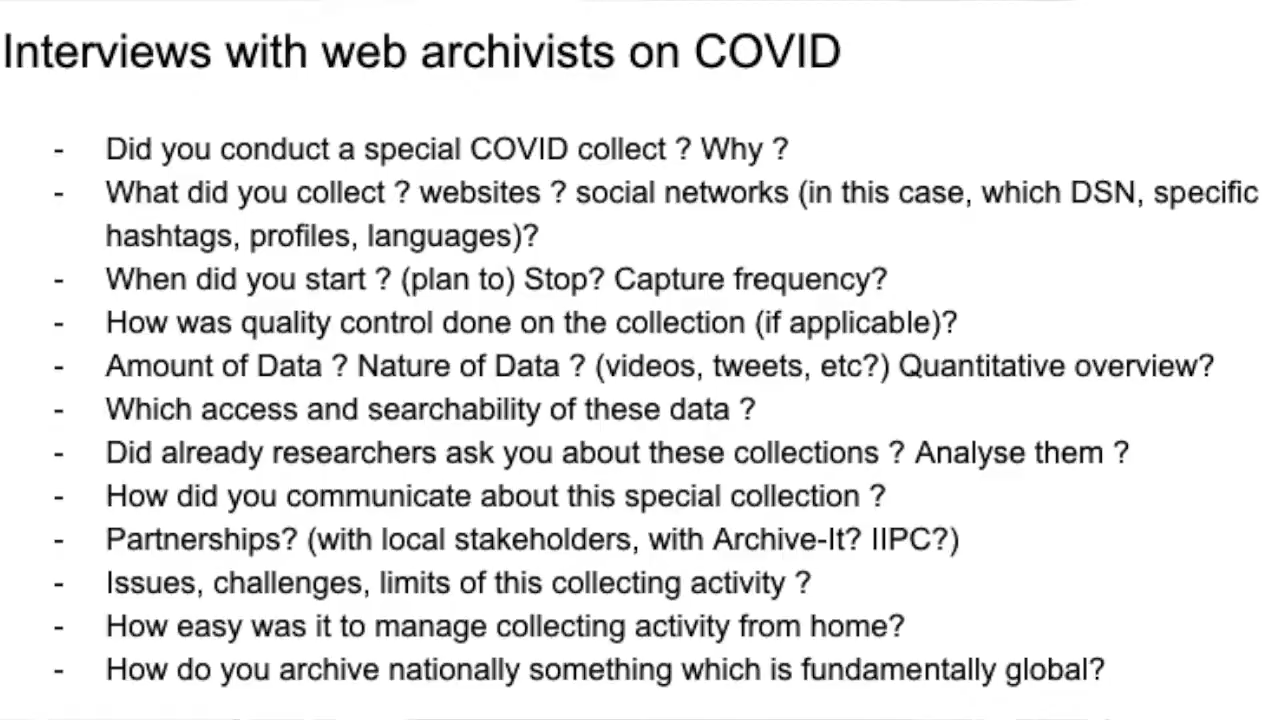 Interviews with web archivists on COVID
- Did you conduct a special COVID collect ? Why ?
- What did you collect ? websites ? social networks (in this case, which DSN, specific
hashtags, profiles, languages)?
- When did you start ? (plan to) Stop? Capture frequency?
- How was quality control done on the collection (if applicable)?
- Amount of Data ? Nature of Data ? (videos, tweets, etc?) Quantitative overview?
- Which access and searchability of these data ?
- Did already researchers ask you about these collections ? Analyse them ?
- How did you communicate about this special collection ?
- Partnerships? (with local stakeholders, with Archive-It? IIPC?)
- Issues, challenges, limits of this collecting activity ?
- How easy was it to manage collecting activity from home?
- How do you archive nationally something which is fundamentally global?